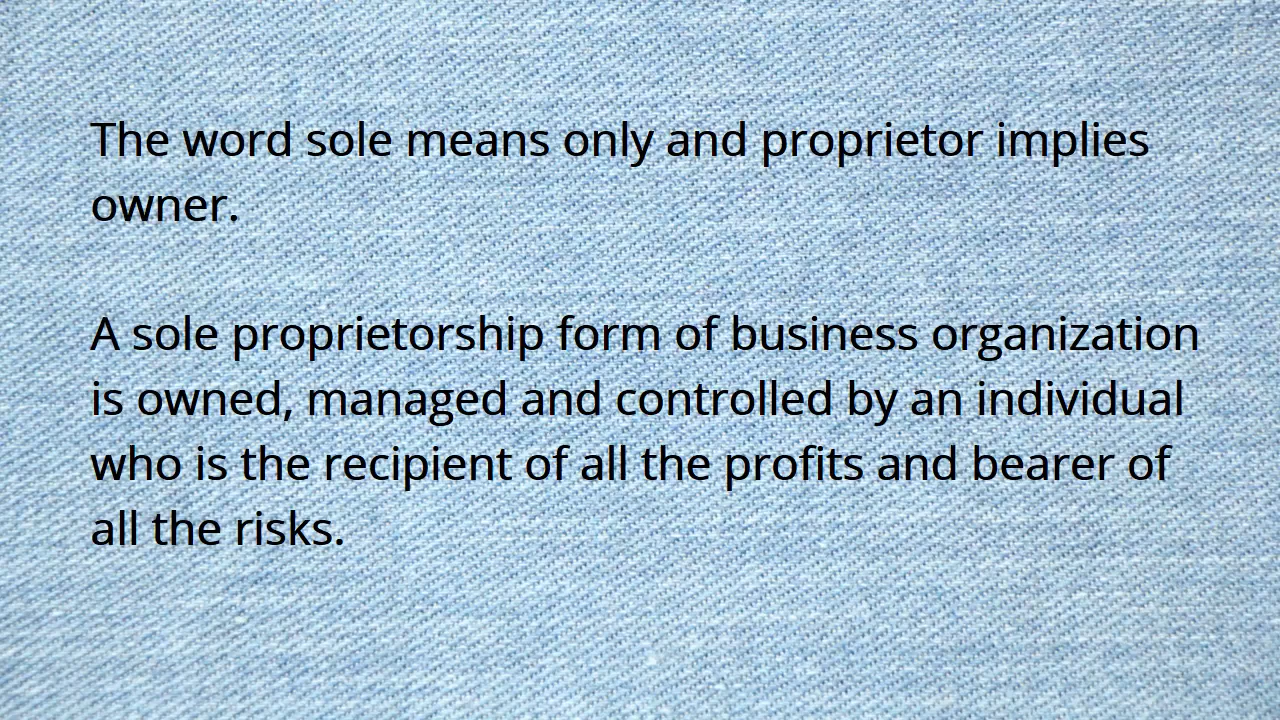 The word sole means only and proprietor implies
owner.
A sole proprietorship form of business organization
is owned, managed and controlled by an individual
who is the recipient of all the profits and bearer of
all the risks.